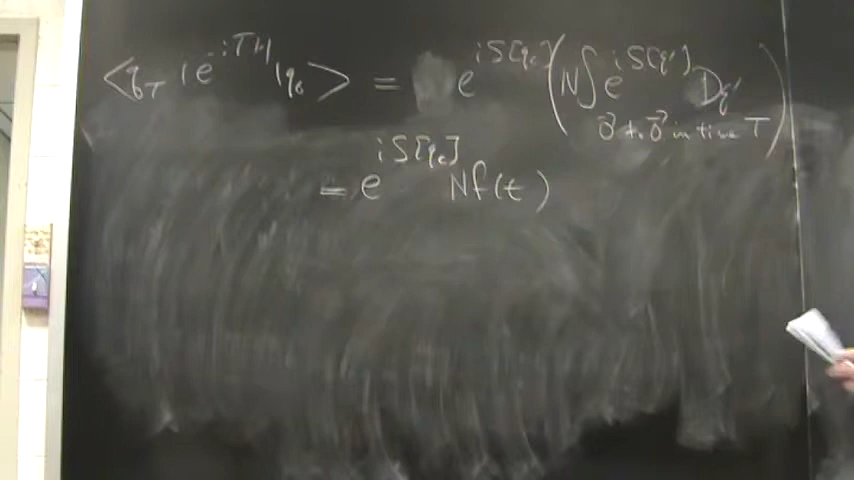 <q_T | e^{-iTH} | q_0> = e^{iS[q_c]} (N ∫ e^{iS[q']} Dq'
0⃗ to 0⃗ in time T)
= e^{iS[q_c]} N f(t)